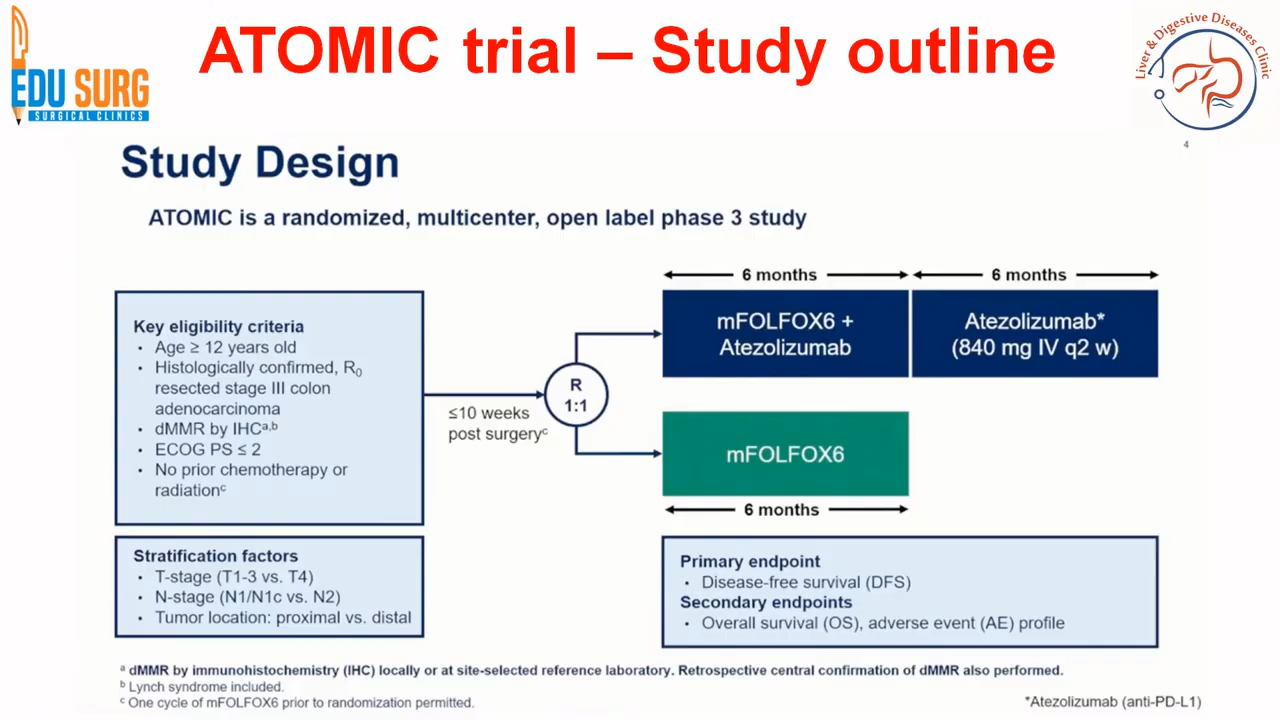 ATOMIC trial – Study outline
EDU SURG
SURGICAL CLINICS
Liver & Digestive Diseases Clinic
4
Study Design
ATOMIC is a randomized, multicenter, open label phase 3 study
Key eligibility criteria
• Age ≥ 12 years old
• Histologically confirmed, R0
resected stage III colon
adenocarcinoma
• dMMR by IHCa,b
• ECOG PS ≤ 2
• No prior chemotherapy or
radiationc
Stratification factors
• T-stage (T1-3 vs. T4)
• N-stage (N1/N1c vs. N2)
• Tumor location: proximal vs. distal
≤10 weeks
post surgeryc
R
1:1
6 months
6 months
mFOLFOX6 +
Atezolizumab
Atezolizumab*
(840 mg IV q2 w)
mFOLFOX6
6 months
Primary endpoint
• Disease-free survival (DFS)
Secondary endpoints
• Overall survival (OS), adverse event (AE) profile
a dMMR by immunohistochemistry (IHC) locally or at site-selected reference laboratory. Retrospective central confirmation of dMMR also performed.
b Lynch syndrome included.
c One cycle of mFOLFOX6 prior to randomization permitted.
*Atezolizumab (anti-PD-L1)